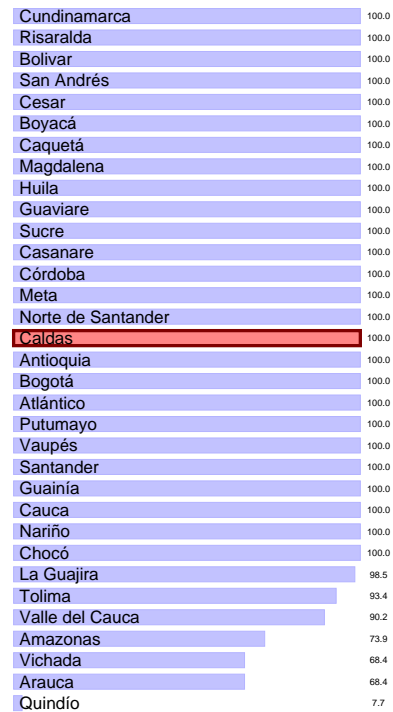 Cundinamarca 100.0
Risaralda 100.0
Bolivar 100.0
San Andrés 100.0
Cesar 100.0
Boyacá 100.0
Caquetá 100.0
Magdalena 100.0
Huila 100.0
Guaviare 100.0
Sucre 100.0
Casanare 100.0
Córdoba 100.0
Meta 100.0
Norte de Santander 100.0
Caldas 100.0
Antioquia 100.0
Bogotá 100.0
Atlántico 100.0
Putumayo 100.0
Vaupés 100.0
Santander 100.0
Guainía 100.0
Cauca 100.0
Nariño 100.0
Chocó 100.0
La Guajira 98.5
Tolima 93.4
Valle del Cauca 90.2
Amazonas 73.9
Vichada 68.4
Arauca 68.4
Quindío 7.7